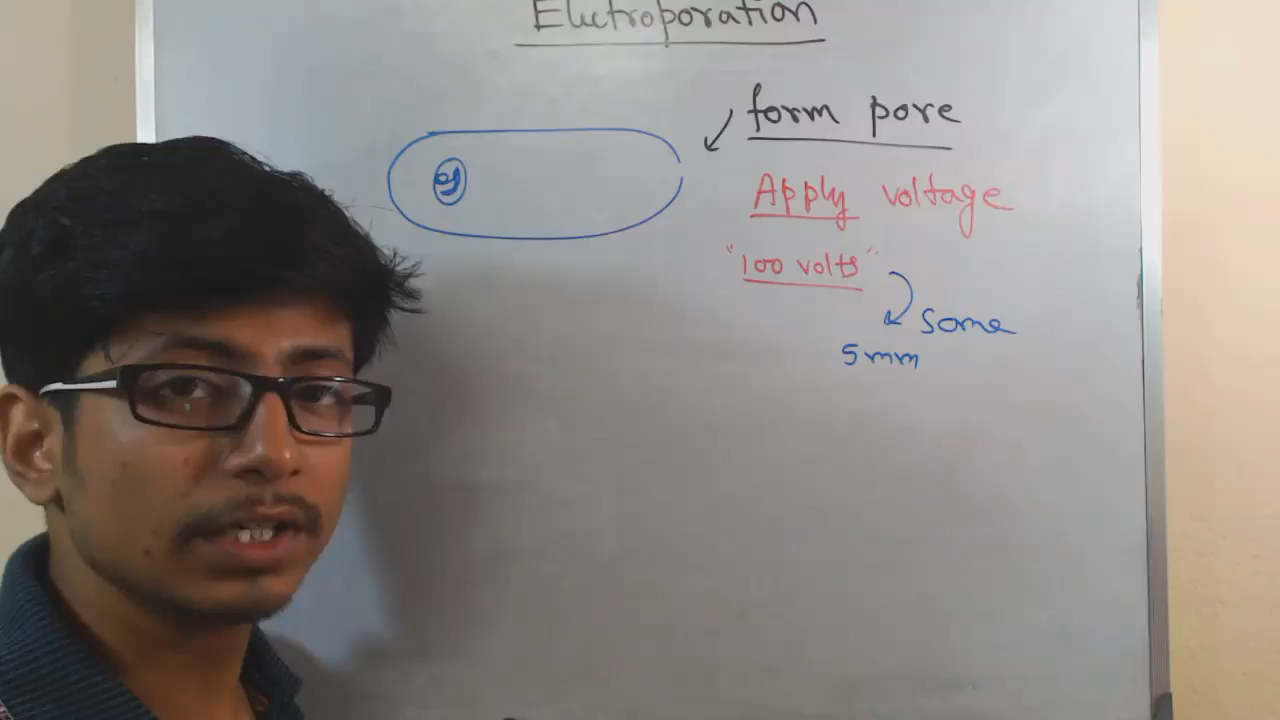 Electroporation
form pore
Apply voltage
"100 volts"
some
5mm